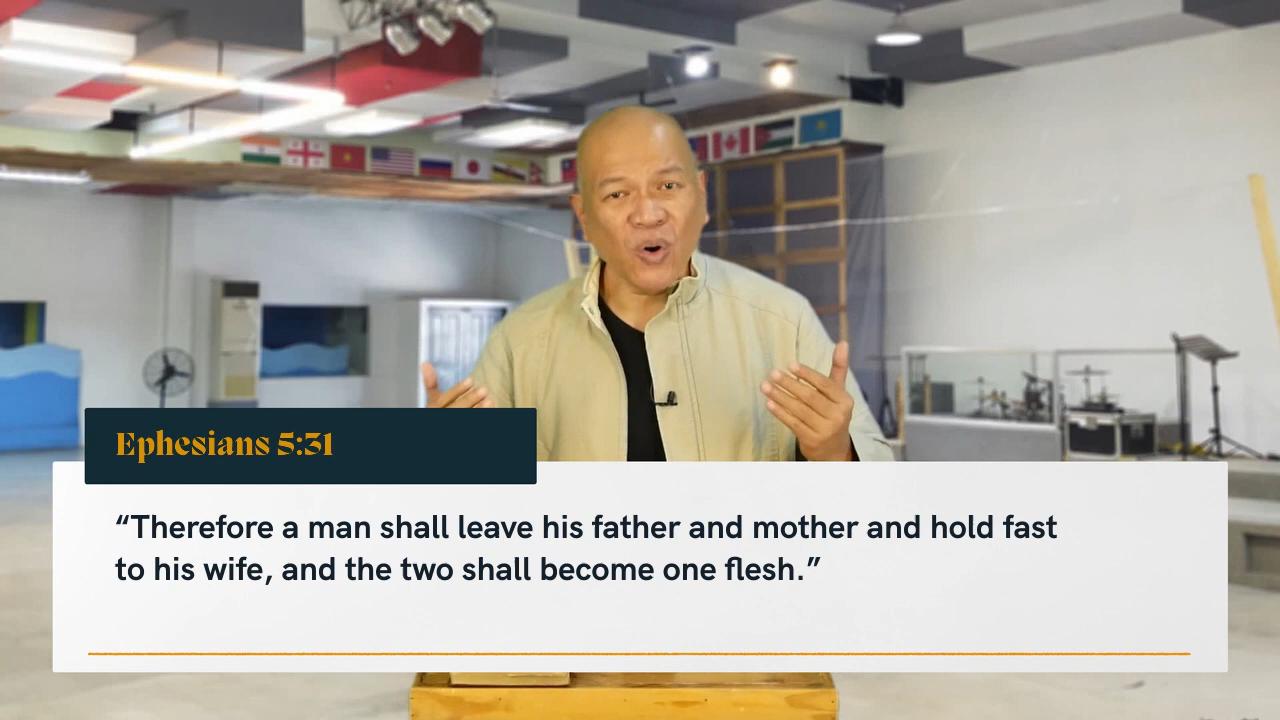 Ephesians 5:31
“Therefore a man shall leave his father and mother and hold fast
to his wife, and the two shall become one flesh.”